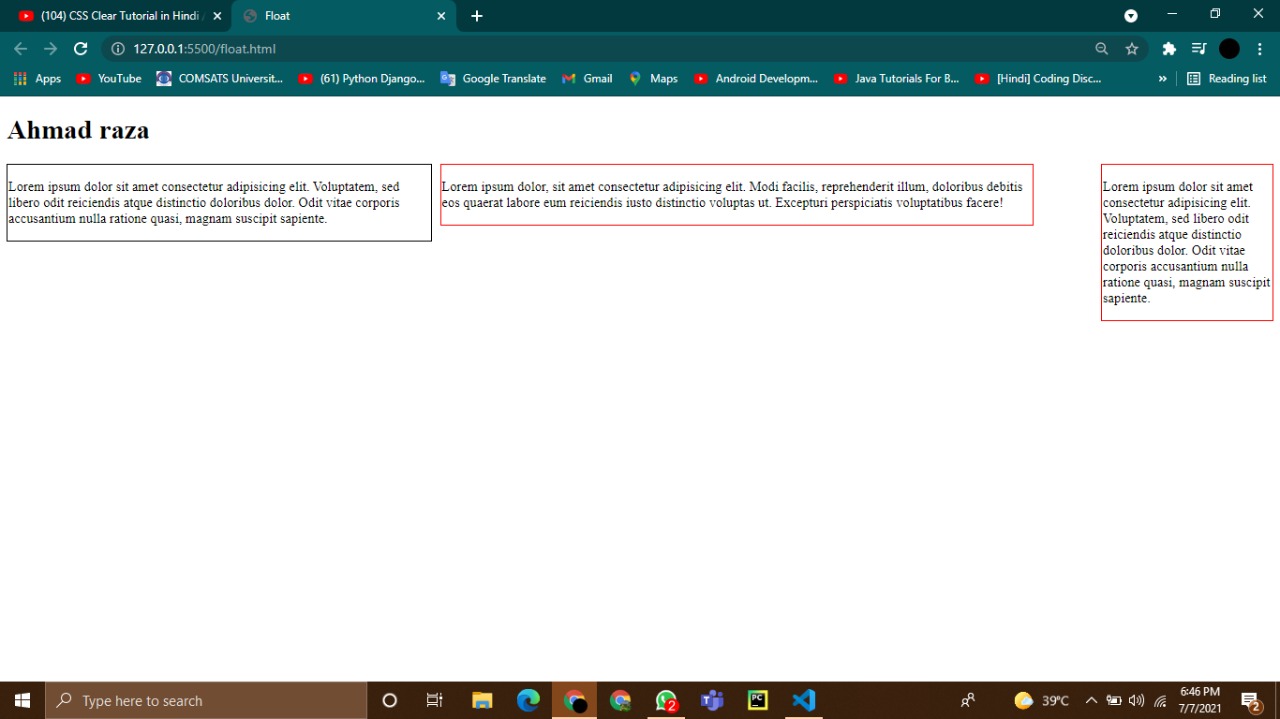 (104) CSS Clear Tutorial in Hindi
Float
127.0.0.1:5500/float.html
Apps
YouTube
COMSATS Universit...
(61) Python Django...
Google Translate
Gmail
Maps
Android Developm...
Java Tutorials For B...
[Hindi] Coding Disc...
»
Reading list
Ahmad raza
Lorem ipsum dolor sit amet consectetur adipisicing elit. Voluptatem, sed
libero odit reiciendis atque distinctio doloribus dolor. Odit vitae corporis
accusantium nulla ratione quasi, magnam suscipit sapiente.
Lorem ipsum dolor, sit amet consectetur adipisicing elit. Modi facilis, reprehenderit illum, doloribus debitis
eos quaerat labore eum reiciendis iusto distinctio voluptas ut. Excepturi perspiciatis voluptatibus facere!
Lorem ipsum dolor sit amet
consectetur adipisicing elit.
Voluptatem, sed libero odit
reiciendis atque distinctio
doloribus dolor. Odit vitae
corporis accusantium nulla
ratione quasi, magnam suscipit
sapiente.
Type here to search
2
PC
39°C
6:46 PM
7/7/2021
2